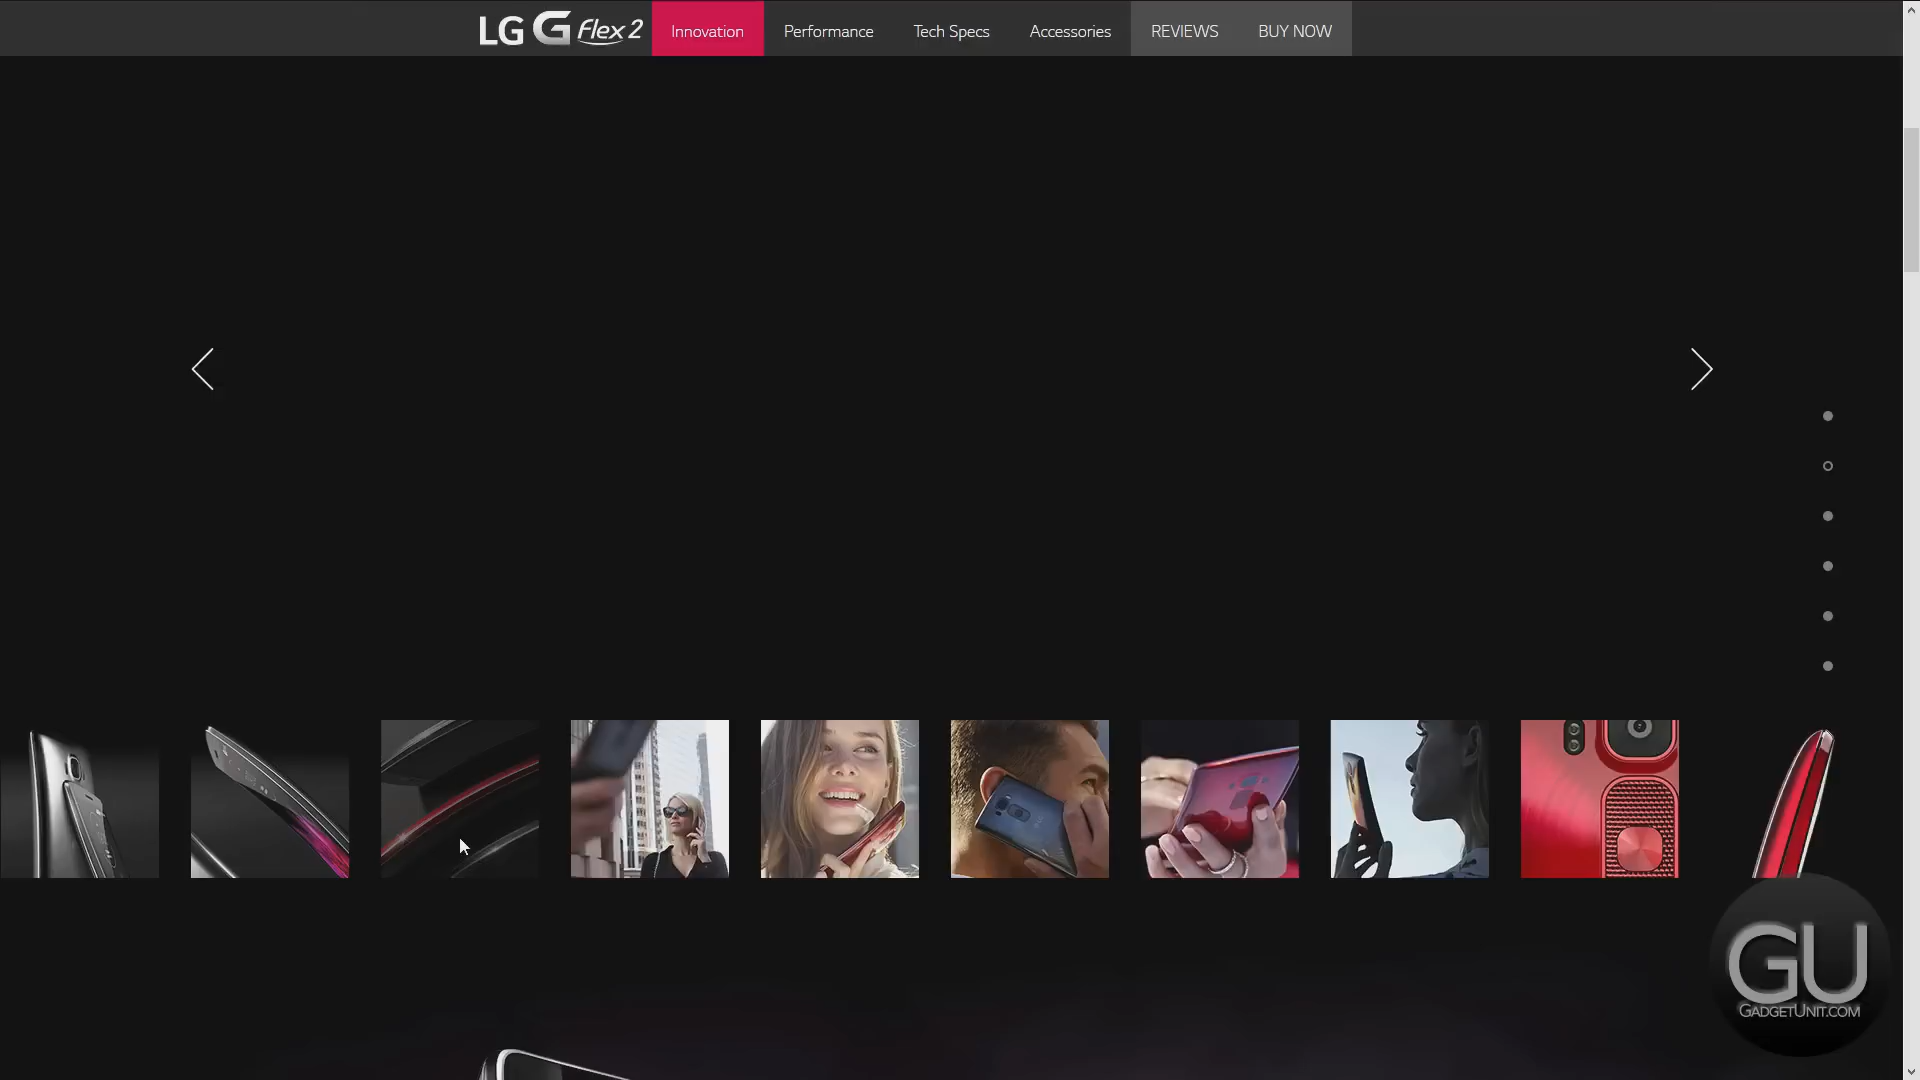 LG G Flex 2 Innovation Performance Tech Specs Accessories REVIEWS BUY NOW
GU
GADGETUNIT.COM